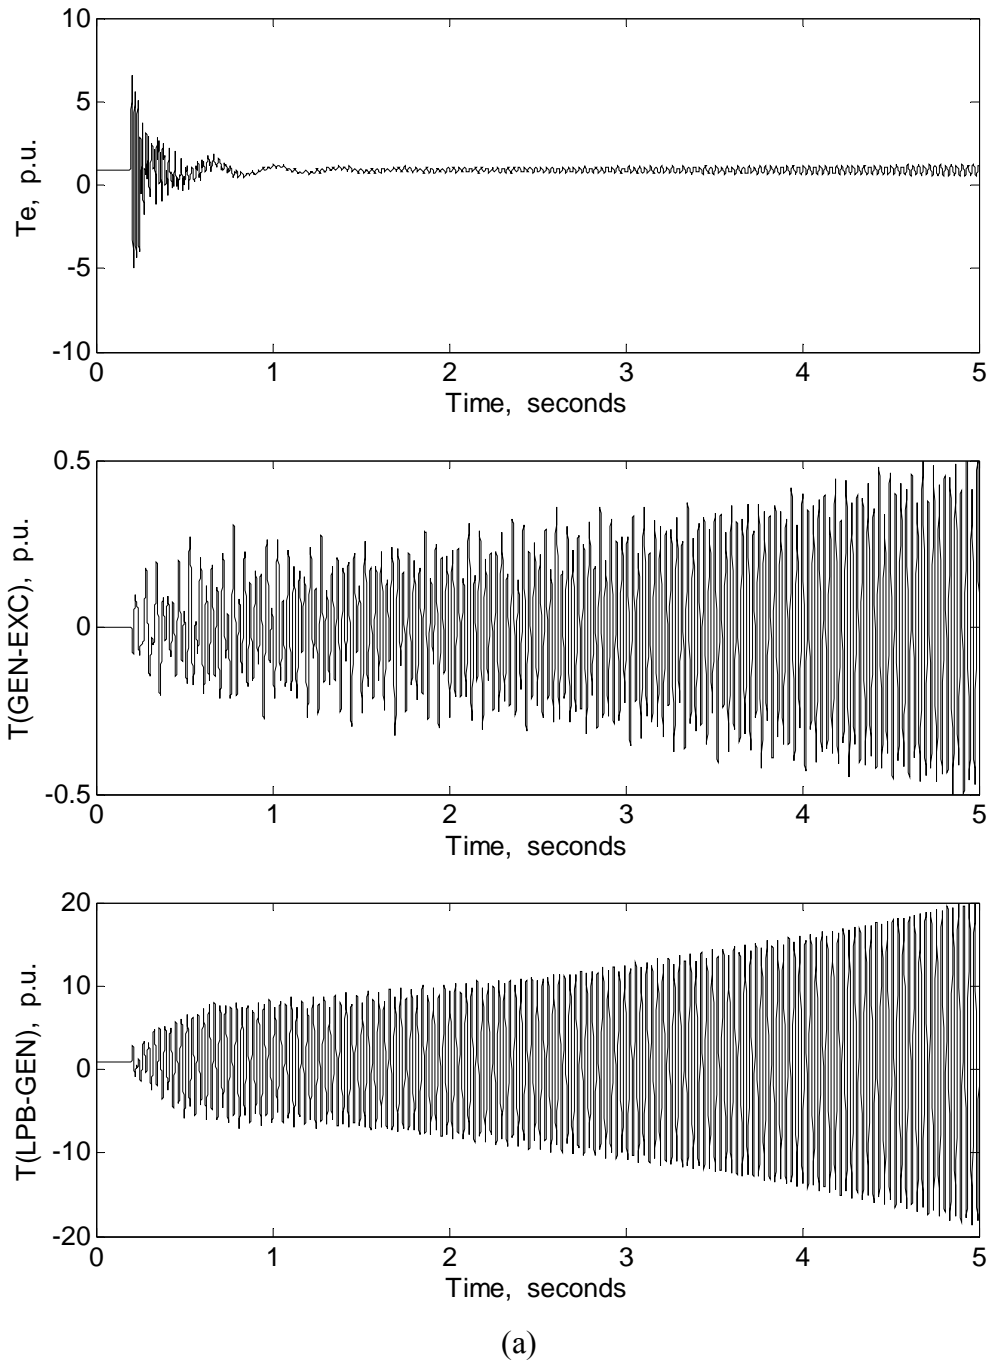 10
5
0
-5
-10
Te, p.u.
0 1 2 3 4 5
Time, seconds
0.5
0
-0.5
T(GEN-EXC), p.u.
0 1 2 3 4 5
Time, seconds
20
10
0
-10
-20
T(LPB-GEN), p.u.
0 1 2 3 4 5
Time, seconds
(a)